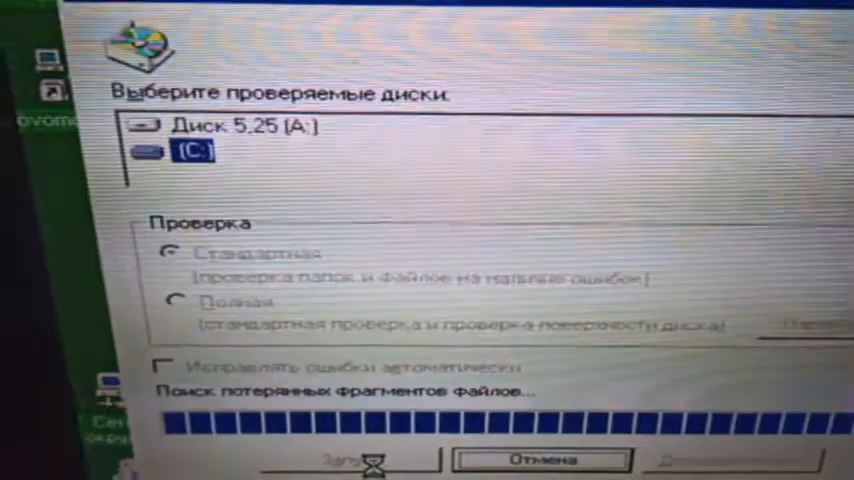 Выберите проверяемые диски:
Диск 5,25 (A:)
(C:)
Проверка
Стандартная
(проверка папок и файлов на наличие ошибок)
Полная
(стандартная проверка и проверка поверхности диска)
Исправлять ошибки автоматически
Поиск потерянных фрагментов файлов...
Отмена